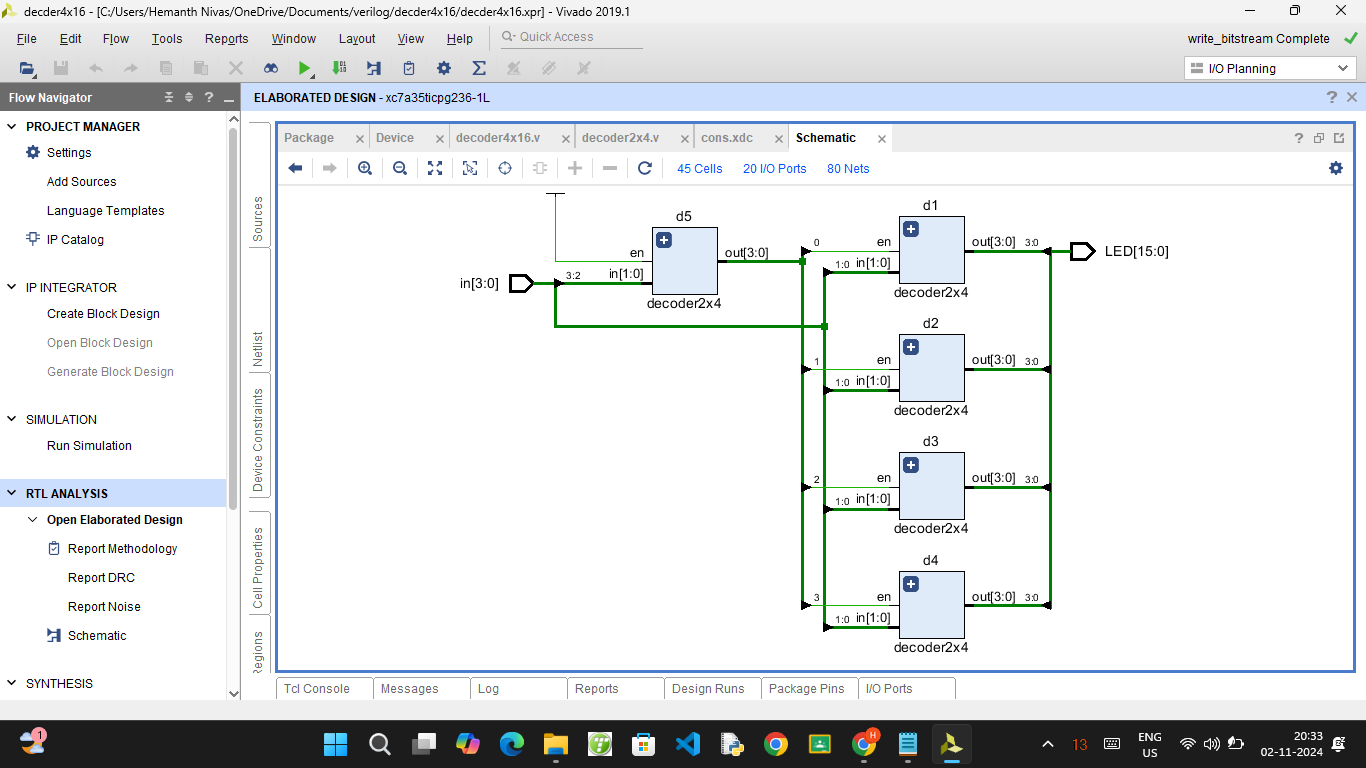 decder4x16 - [C:/Users/Hemanth Nivas/OneDrive/Documents/verilog/decder4x16/decder4x16.xpr] - Vivado 2019.1
File Edit Flow Tools Reports Window Layout View Help Quick Access
write_bitstream Complete
I/O Planning
Flow Navigator
ELABORATED DESIGN - xc7a35ticpg236-1L
PROJECT MANAGER
Settings
Add Sources
Language Templates
IP Catalog
IP INTEGRATOR
Create Block Design
Open Block Design
Generate Block Design
SIMULATION
Run Simulation
RTL ANALYSIS
Open Elaborated Design
Report Methodology
Report DRC
Report Noise
Schematic
SYNTHESIS
Sources
Netlist
Device Constraints
Cell Properties
Regions
Package Device decoder4x16.v decoder2x4.v cons.xdc Schematic
45 Cells 20 I/O Ports 80 Nets
in[3:0]
3:2
d5
en
in[1:0]
out[3:0]
decoder2x4
d1
0 en
1:0 in[1:0]
out[3:0] 3:0
decoder2x4
LED[15:0]
d2
1 en
1:0 in[1:0]
out[3:0] 3:0
decoder2x4
d3
2 en
1:0 in[1:0]
out[3:0] 3:0
decoder2x4
d4
3 en
1:0 in[1:0]
out[3:0] 3:0
decoder2x4
Tcl Console Messages Log Reports Design Runs Package Pins I/O Ports
1
H
13
ENG
US
20:33
02-11-2024